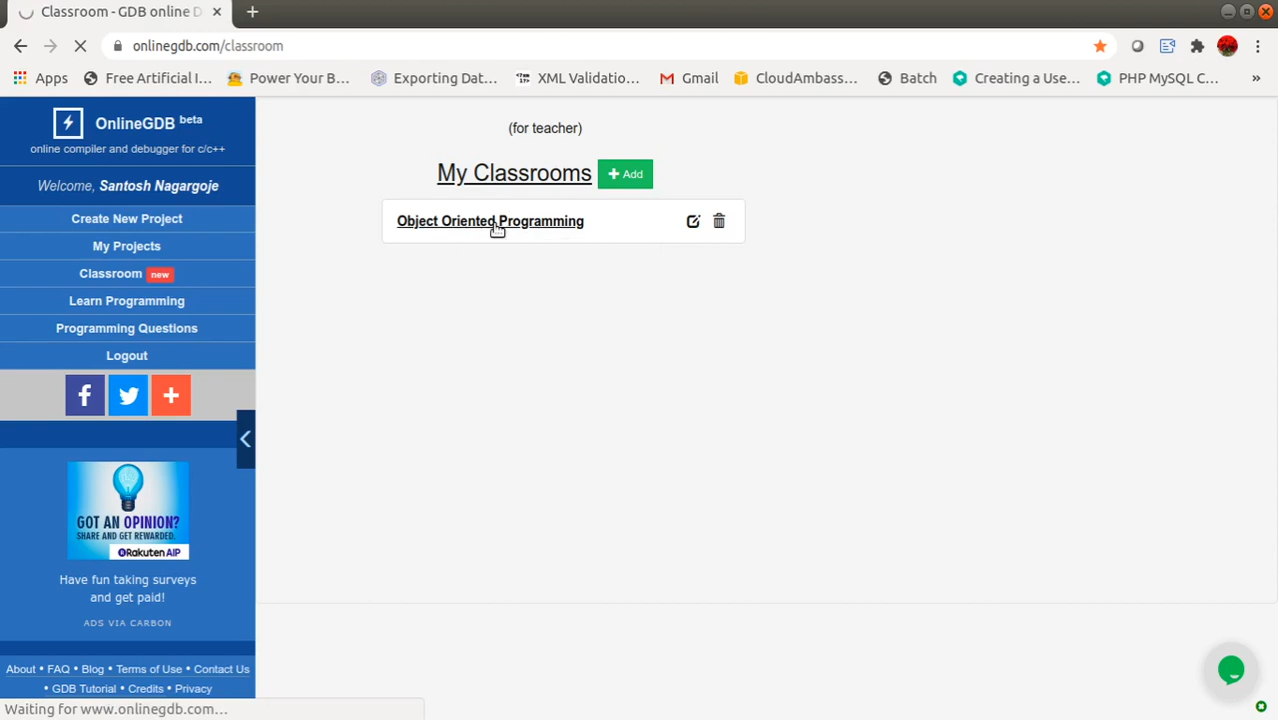 Classroom - GDB online D
onlinegdb.com/classroom
Apps Free Artificial I... Power Your B... Exporting Dat... XML Validatio... Gmail CloudAmbass... Batch Creating a Use... PHP MySQL C... »
OnlineGDB beta
online compiler and debugger for c/c++
Welcome, Santosh Nagargoje
Create New Project
My Projects
Classroom new
Learn Programming
Programming Questions
Logout
GOT AN OPINION?
SHARE AND GET REWARDED.
Rakuten AIP
Have fun taking surveys
and get paid!
ADS VIA CARBON
About • FAQ • Blog • Terms of Use • Contact Us
• GDB Tutorial • Credits • Privacy
Waiting for www.onlinegdb.com...
(for teacher)
My Classrooms + Add
Object Oriented Programming